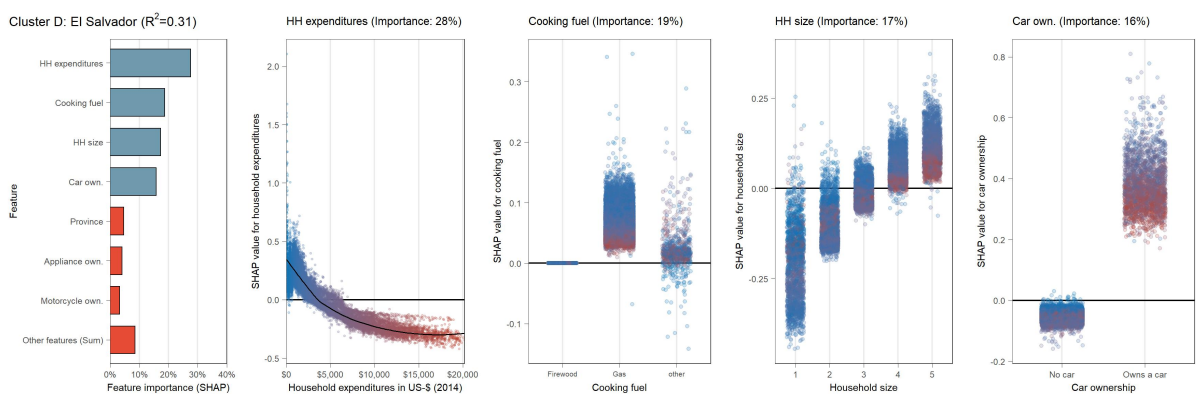 Cluster D: El Salvador (R²=0.31)
Feature
HH expenditures
Cooking fuel
HH size
Car own.
Province
Appliance own.
Motorcycle own.
Other features (Sum)
0% 10% 20% 30% 40%
Feature importance (SHAP)
HH expenditures (Importance: 28%)
SHAP value for household expenditures
2.0
1.5
1.0
0.5
0.0
-0.5
$0 $5,000 $10,000 $15,000 $20,000
Household expenditures in US-$ (2014)
Cooking fuel (Importance: 19%)
SHAP value for cooking fuel
0.3
0.2
0.1
0.0
-0.1
Firewood Gas other
Cooking fuel
HH size (Importance: 17%)
SHAP value for household size
0.25
0.00
-0.25
1 2 3 4 5
Household size
Car own. (Importance: 16%)
SHAP value for car ownership
0.8
0.6
0.4
0.2
0.0
-0.2
No car Owns a car
Car ownership